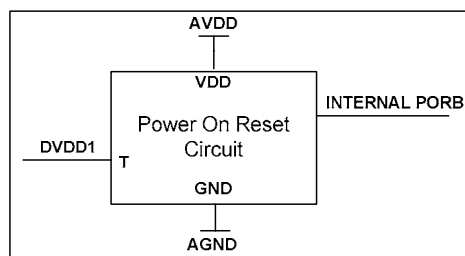 AVDD
VDD
INTERNAL PORB
Power On Reset
Circuit
DVDD1
T
GND
AGND